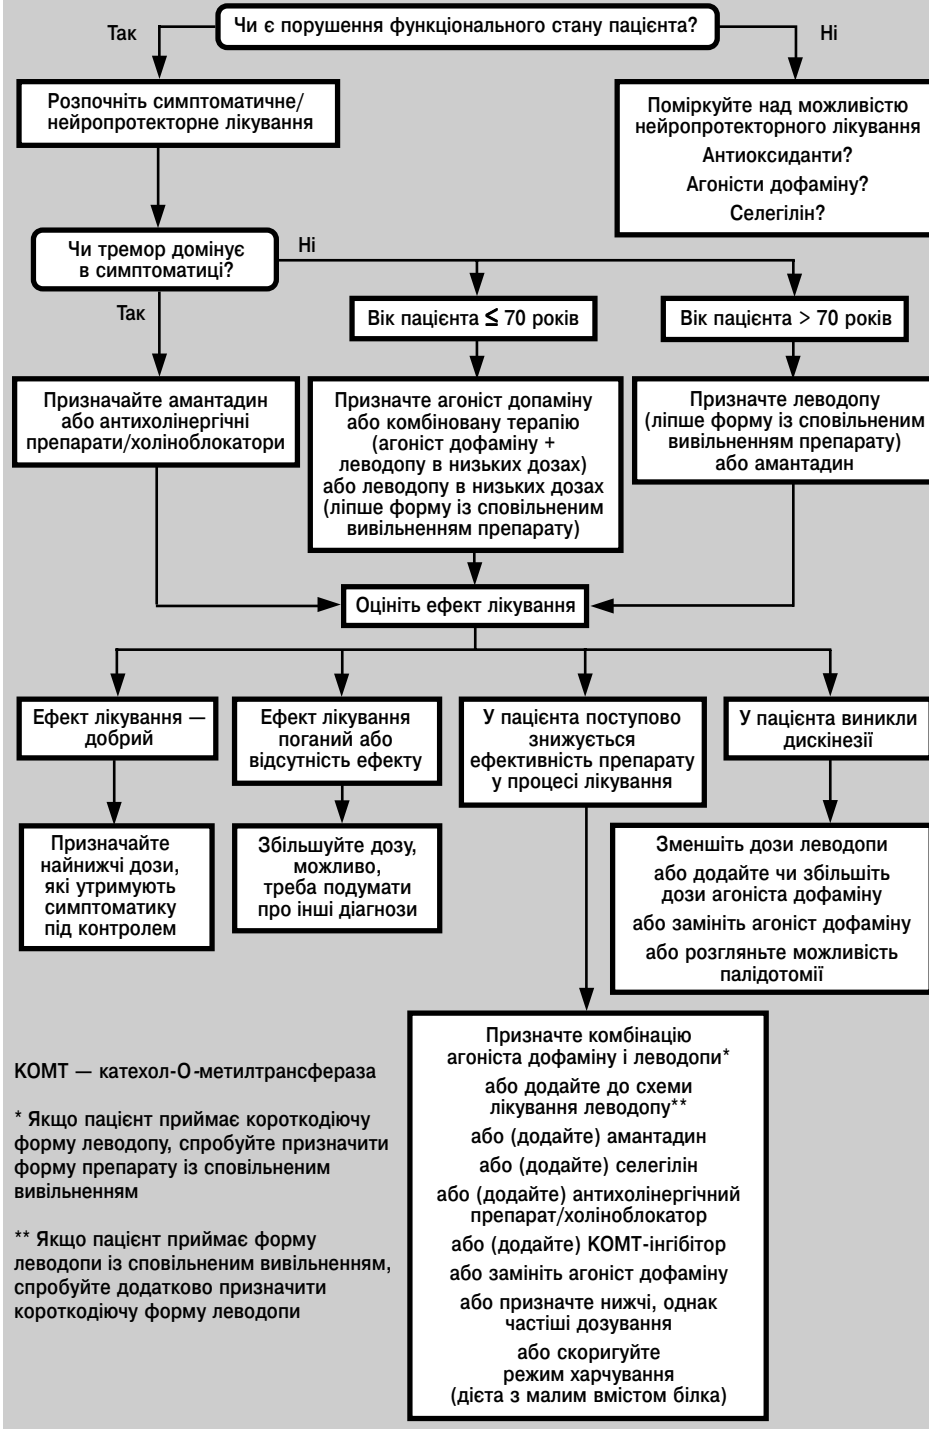 Чи є порушення функціонального стану пацієнта?
Так
Ні
Розпочніть симптоматичне/
нейропротекторне лікування
Поміркуйте над можливістю
нейропротекторного лікування
Антиоксиданти?
Агоністи дофаміну?
Селегілін?
Чи тремор домінує
в симптоматиці?
Ні
Так
Вік пацієнта ≤ 70 років
Вік пацієнта > 70 років
Призначайте амантадин
або антихолінергічні
препарати/холіноблокатори
Призначте агоніст допаміну
або комбіновану терапію
(агоніст дофаміну +
леводопу в низьких дозах)
або леводопу в низьких дозах
(ліпше форму із сповільненим
вивільненням препарату)
Призначте леводопу
(ліпше форму із сповільненим
вивільненням препарату)
або амантадин
Оцініть ефект лікування
Ефект лікування —
добрий
Ефект лікування
поганий або
відсутність ефекту
У пацієнта поступово
знижується
ефективність препарату
у процесі лікування
У пацієнта виникли
дискінезії
Призначайте
найнижчі дози,
які утримують
симптоматику
під контролем
Збільшуйте дозу,
можливо,
треба подумати
про інші діагнози
Зменшіть дози леводопи
або додайте чи збільшіть
дози агоніста дофаміну
або замініть агоніст дофаміну
або розгляньте можливість
палідотомії
Призначте комбінацію
агоніста дофаміну і леводопи*
або додайте до схеми
лікування леводопу**
або (додайте) амантадин
або (додайте) селегілін
або (додайте) антихолінергічний
препарат/холіноблокатор
або (додайте) КОМТ-інгібітор
або замініть агоніст дофаміну
або призначте нижчі, однак
частіші дозування
або скоригуйте
режим харчування
(дієта з малим вмістом білка)
КОМТ — катехол-О-метилтрансфераза
* Якщо пацієнт приймає короткодіючу
форму леводопу, спробуйте призначити
форму препарату із сповільненим
вивільненням
** Якщо пацієнт приймає форму
леводопи із сповільненим вивільненням,
спробуйте додатково призначити
короткодіючу форму леводопи